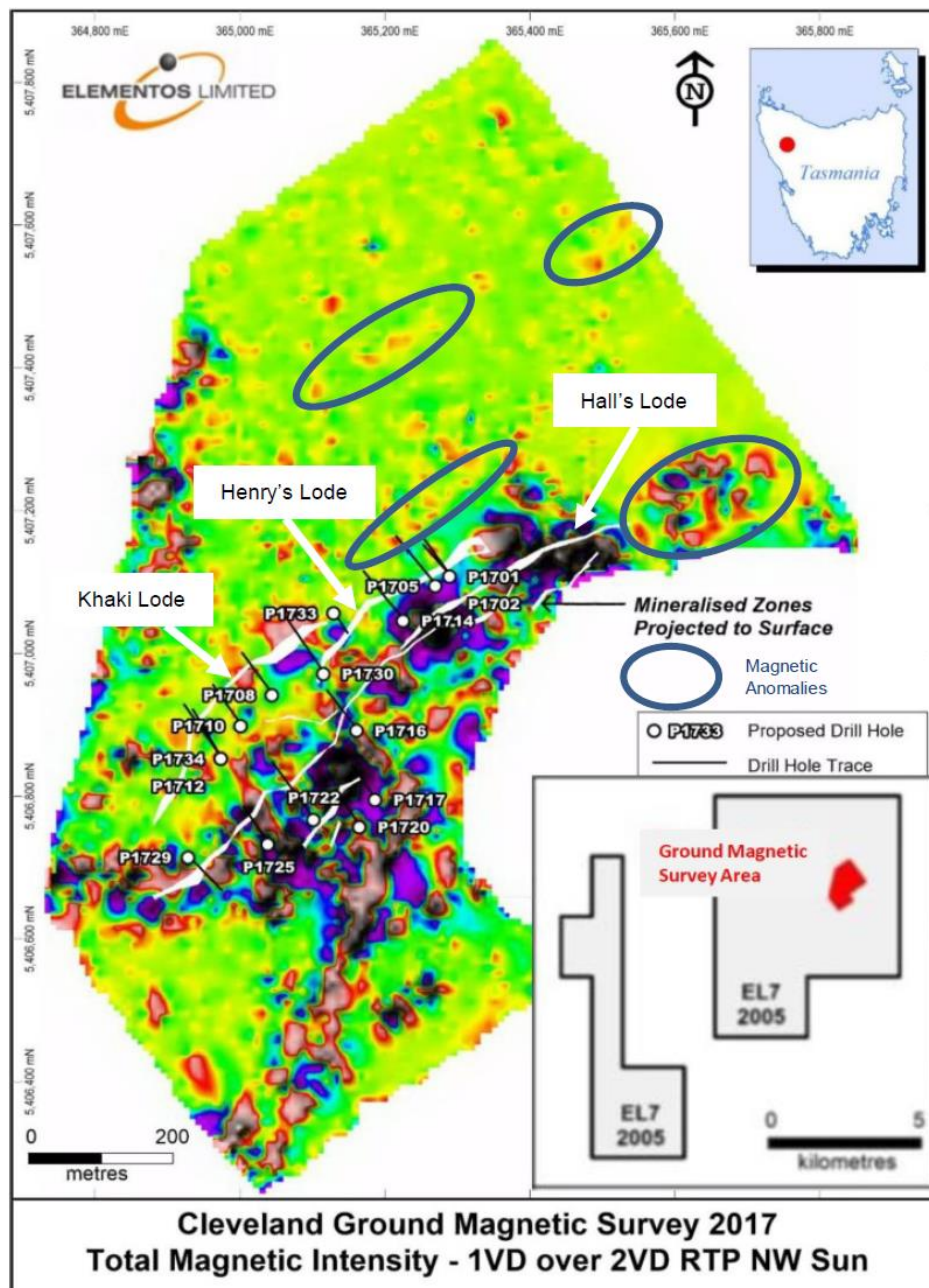 364,800 mE
365,000 mE
365,200 mE
365,400 mE
365,600 mE
365,800 mE
5,407,800 mN
5,407,600 mN
5,407,400 mN
5,407,200 mN
5,407,000 mN
5,406,800 mN
5,406,600 mN
5,406,400 mN
ELEMENTOS LIMITED
N
Tasmania
Hall's Lode
Henry's Lode
Khaki Lode
P1705
P1701
P1702
P1733
P1714
P1730
P1708
P1710
P1716
P1734
P1712
P1722
P1717
P1720
P1729
P1725
Mineralised Zones
Projected to Surface
Magnetic
Anomalies
P1733 Proposed Drill Hole
Drill Hole Trace
Ground Magnetic
Survey Area
EL7
2005
EL7
2005
0 5
kilometres
0 200
metres
Cleveland Ground Magnetic Survey 2017
Total Magnetic Intensity - 1VD over 2VD RTP NW Sun